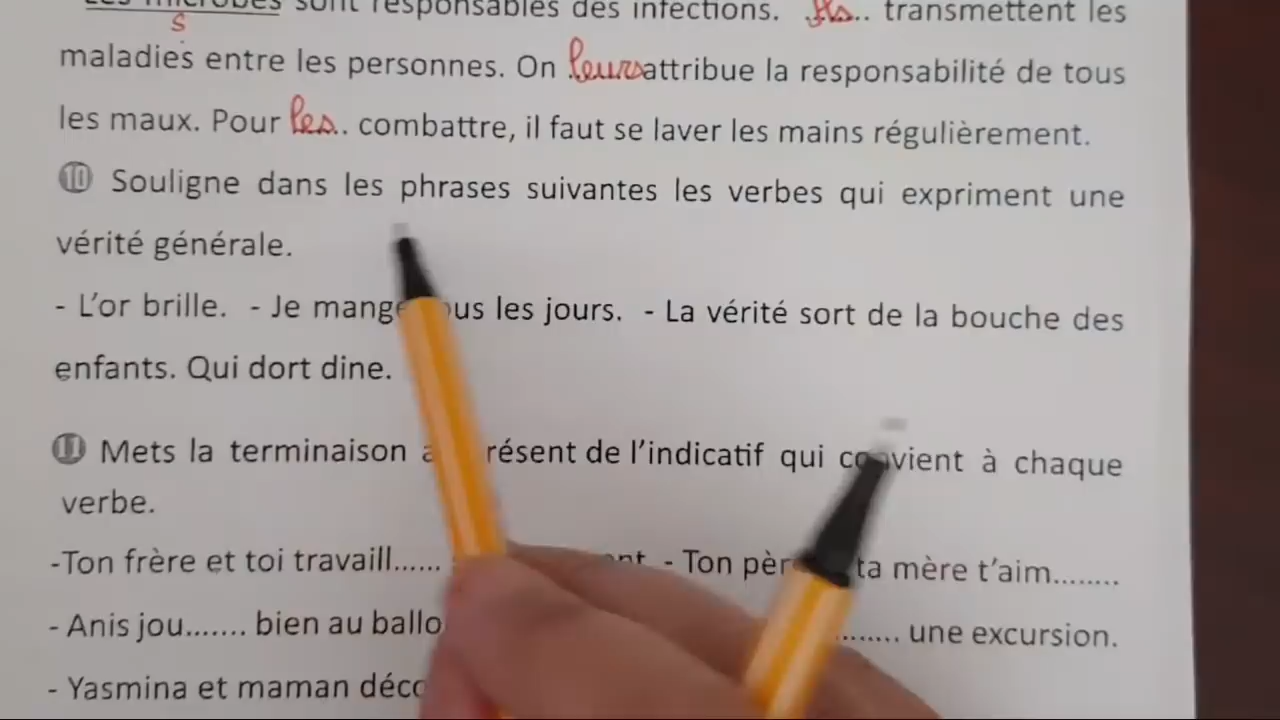 Les microbes sont responsables des infections. Ils.. transmettent les
s
maladies entre les personnes. On leurs attribue la responsabilité de tous
les maux. Pour les.. combattre, il faut se laver les mains régulièrement.
10 Souligne dans les phrases suivantes les verbes qui expriment une
vérité générale.
- L'or brille. - Je mange ous les jours. - La vérité sort de la bouche des
enfants. Qui dort dine.
11 Mets la terminaison a résent de l'indicatif qui convient à chaque
verbe.
-Ton frère et toi travaill...... ent. - Ton pèr ta mère t'aim........
- Anis jou....... bien au ballo ........ une excursion.
- Yasmina et maman déco